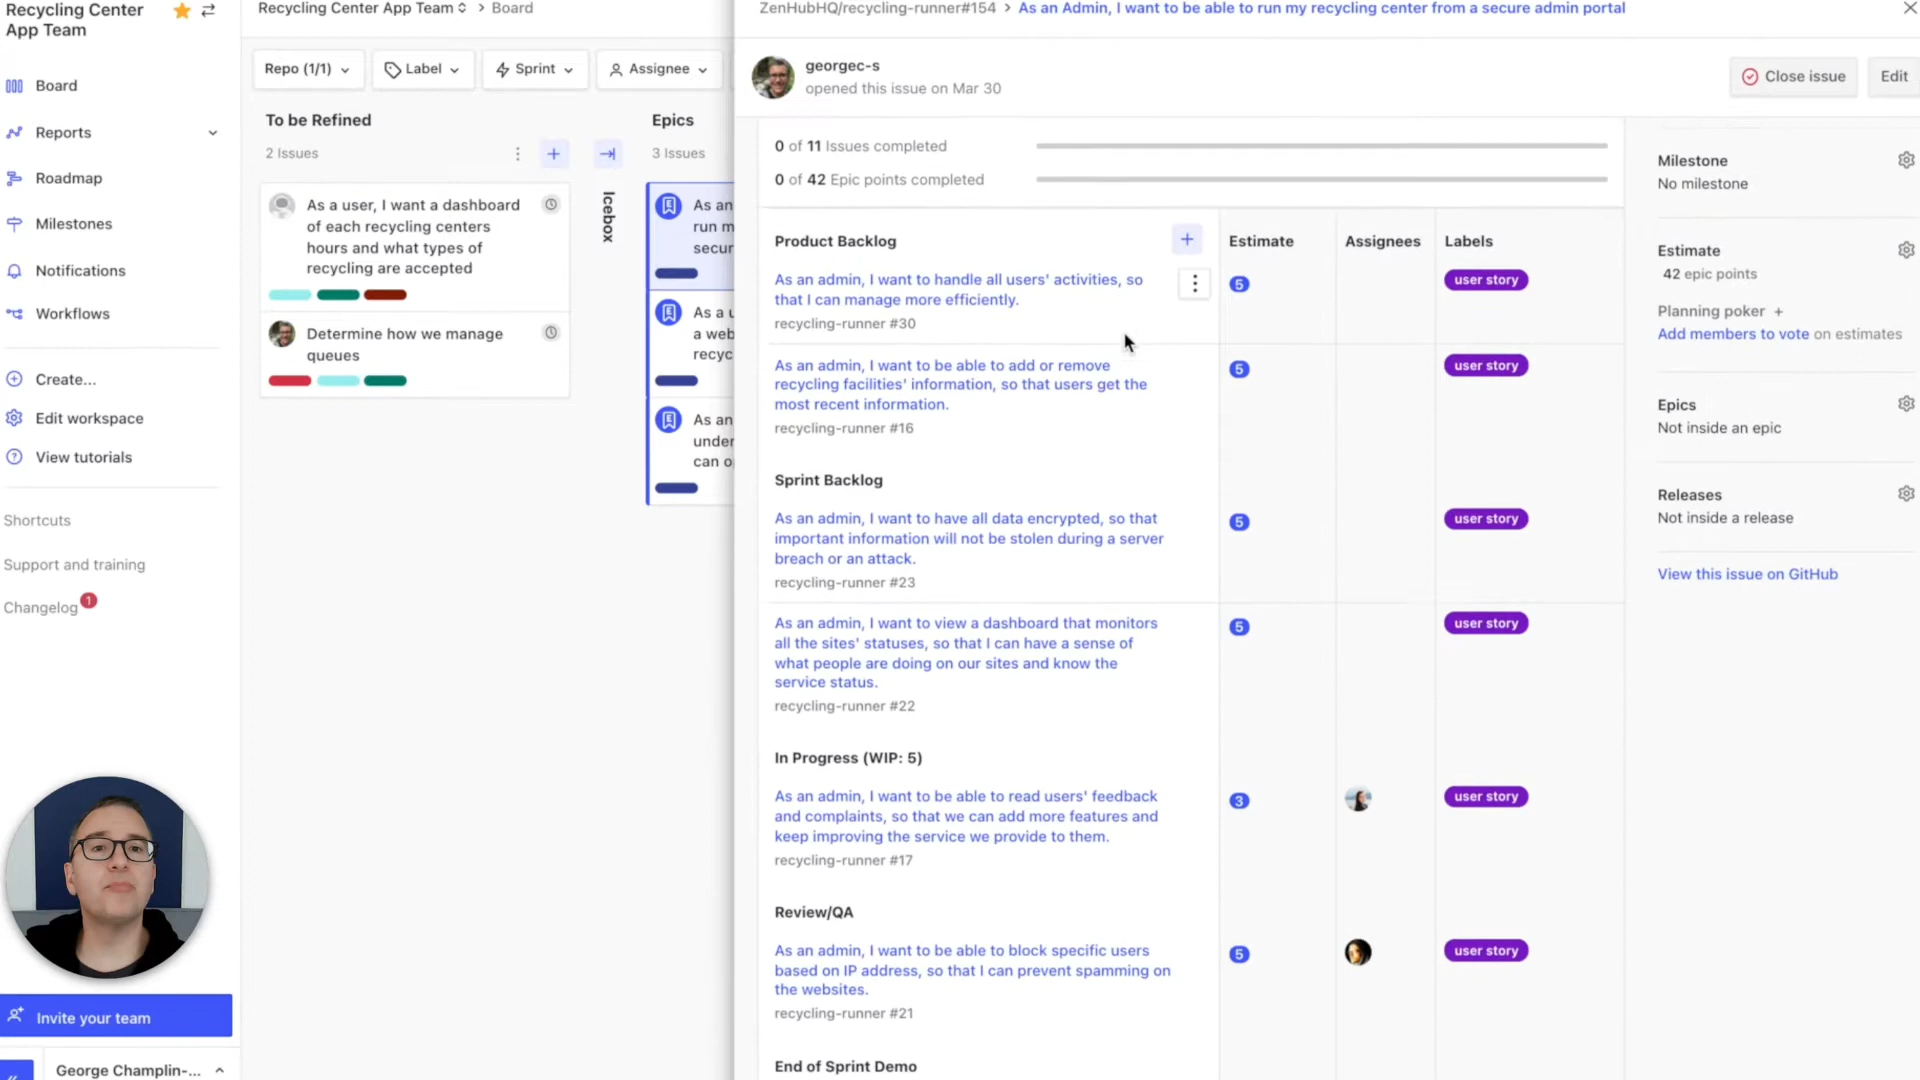 Recycling Center
App Team
Board
Reports
Roadmap
Milestones
Notifications
Workflows
Create...
Edit workspace
View tutorials
Shortcuts
Support and training
Changelog 1
Invite your team
George Champlin-...
Recycling Center App Team > Board
Repo (1/1)
Label
Sprint
Assignee
To be Refined
2 Issues
As a user, I want a dashboard
of each recycling centers
hours and what types of
recycling are accepted
Determine how we manage
queues
Icebox
Epics
3 Issues
As an
run m
secur
As a u
a web
recyc
As an
under
can o
ZenHubHQ/recycling-runner#154 > As an Admin, I want to be able to run my recycling center from a secure admin portal
georgec-s
opened this issue on Mar 30
Close issue
Edit
0 of 11 Issues completed
0 of 42 Epic points completed
Product Backlog
Estimate
Assignees
Labels
As an admin, I want to handle all users' activities, so
that I can manage more efficiently.
recycling-runner #30
5
user story
As an admin, I want to be able to add or remove
recycling facilities' information, so that users get the
most recent information.
recycling-runner #16
5
user story
Sprint Backlog
As an admin, I want to have all data encrypted, so that
important information will not be stolen during a server
breach or an attack.
recycling-runner #23
5
user story
As an admin, I want to view a dashboard that monitors
all the sites' statuses, so that I can have a sense of
what people are doing on our sites and know the
service status.
recycling-runner #22
5
user story
In Progress (WIP: 5)
As an admin, I want to be able to read users' feedback
and complaints, so that we can add more features and
keep improving the service we provide to them.
recycling-runner #17
3
user story
Review/QA
As an admin, I want to be able to block specific users
based on IP address, so that I can prevent spamming on
the websites.
recycling-runner #21
5
user story
End of Sprint Demo
Milestone
No milestone
Estimate
42 epic points
Planning poker +
Add members to vote on estimates
Epics
Not inside an epic
Releases
Not inside a release
View this issue on GitHub